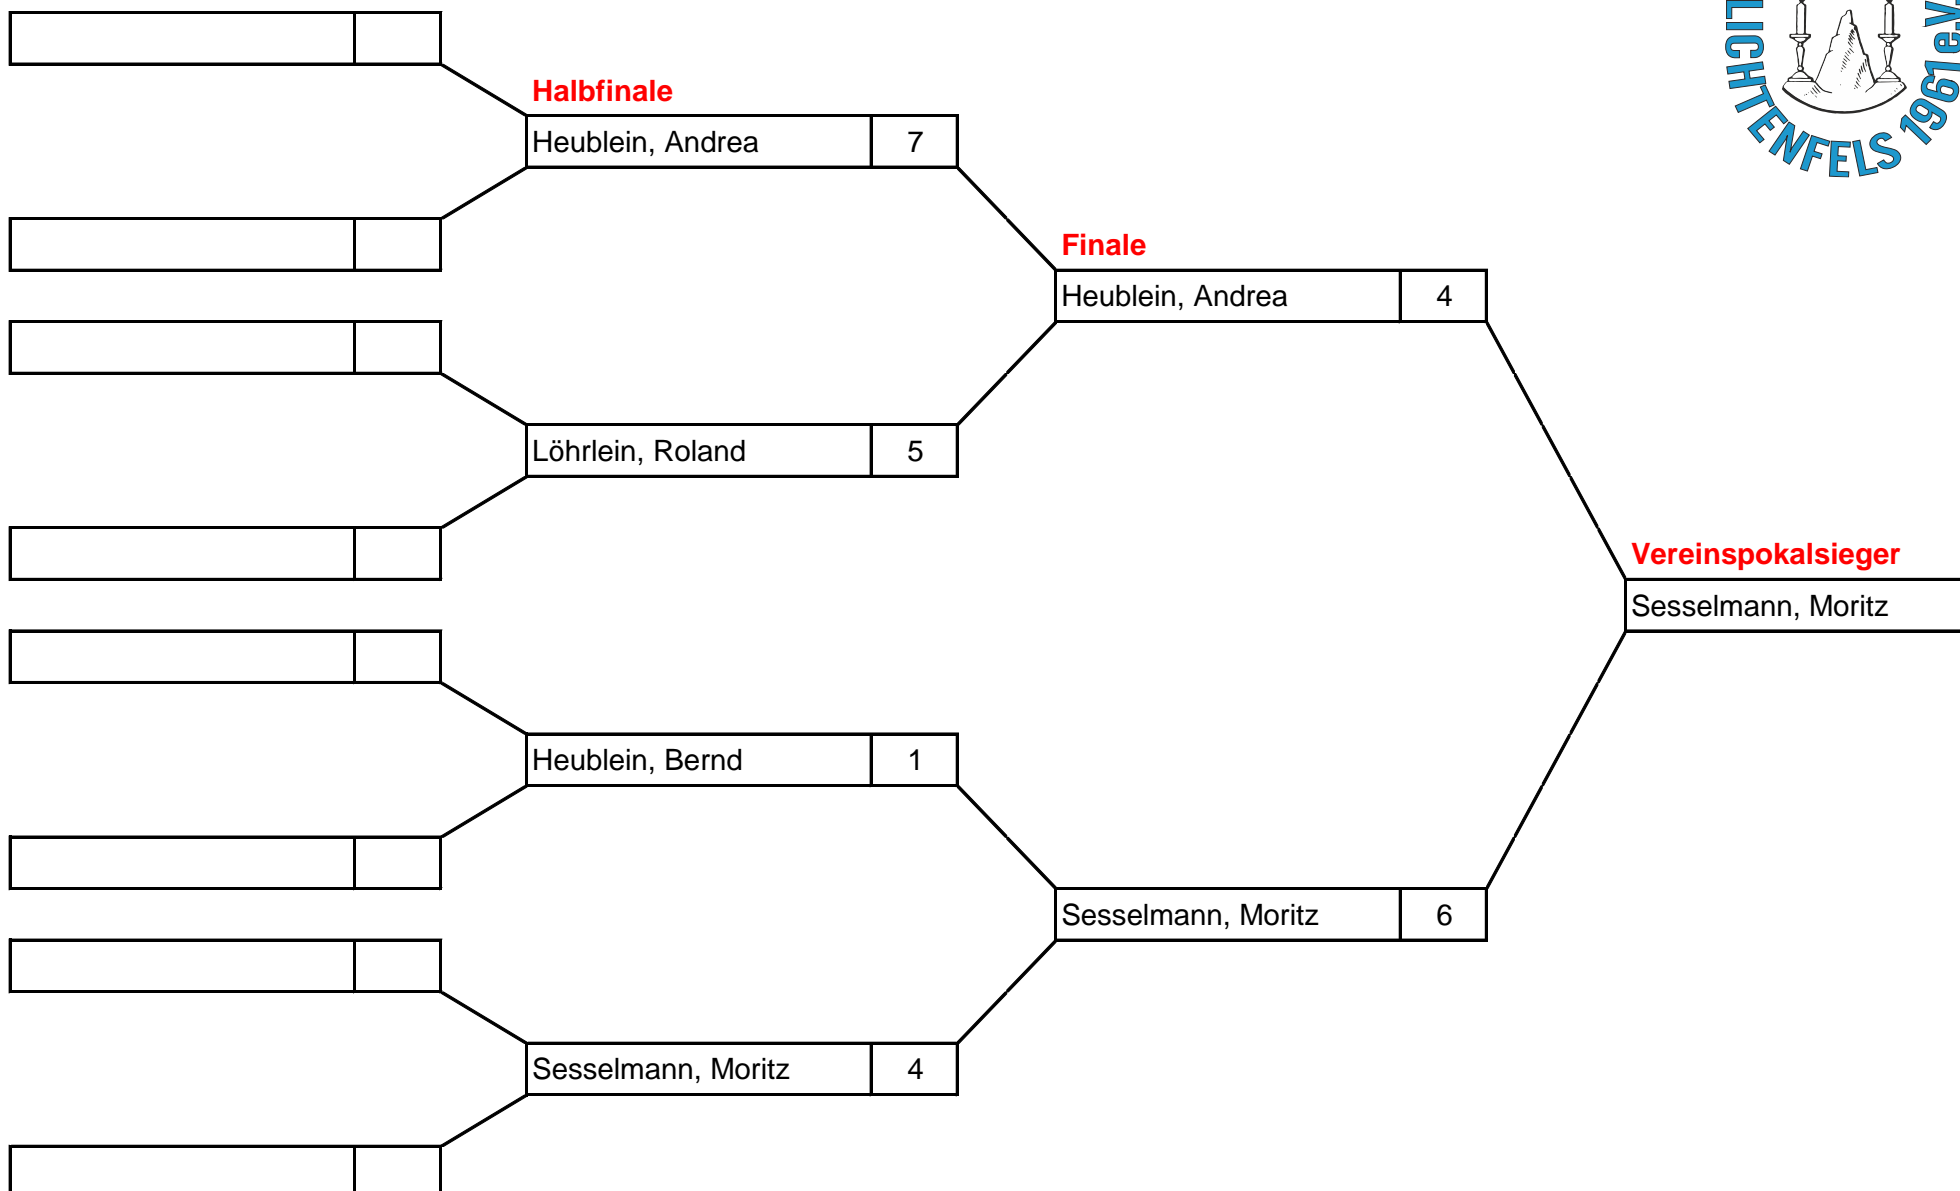 LICHTENFELS 1961 e.V.
Halbfinale
Heublein, Andrea 7
Finale
Heublein, Andrea 4
Löhrlein, Roland 5
Vereinspokalsieger
Sesselmann, Moritz
Heublein, Bernd 1
Sesselmann, Moritz 6
Sesselmann, Moritz 4